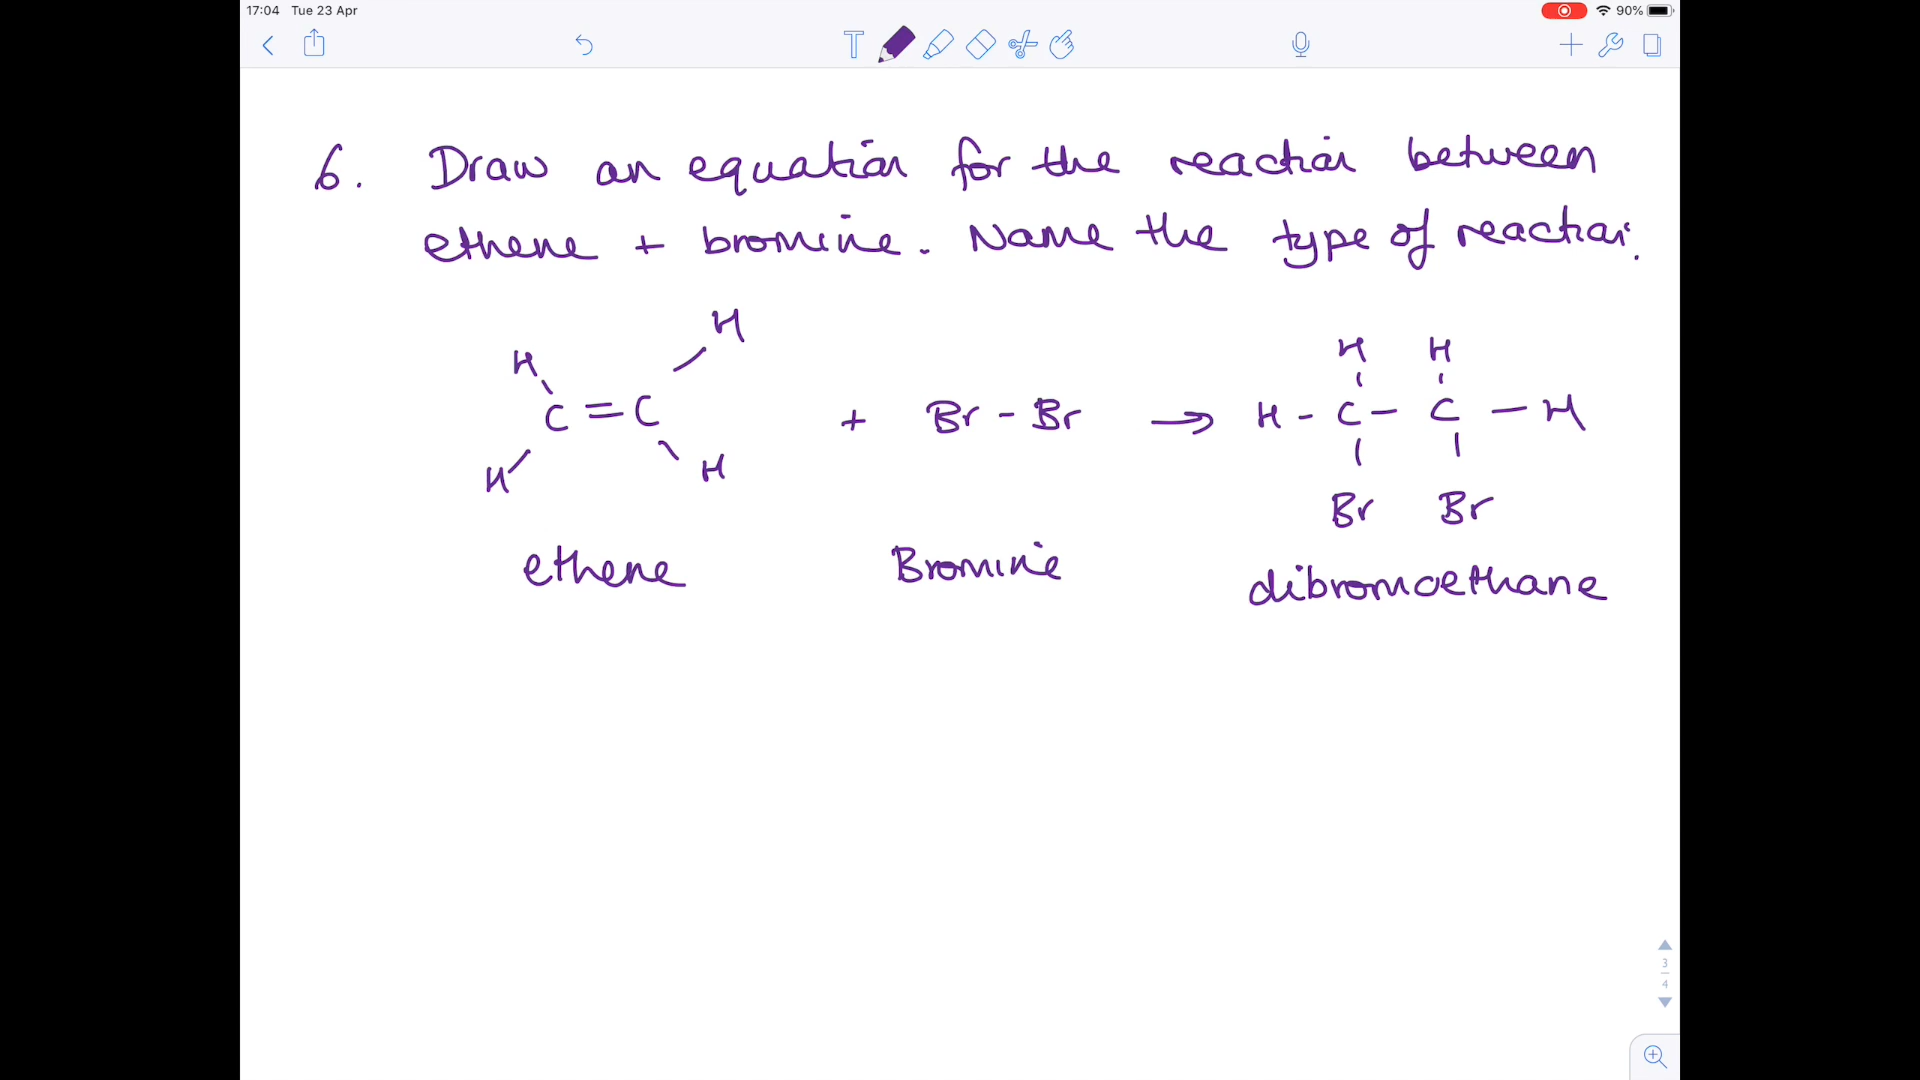 17:04 Tue 23 Apr
90%
T
6. Draw an equation for the reaction between
ethene + bromine. Name the type of reaction.
H H
H H
C = C + Br - Br → H - C - C - H
H H
Br Br
ethene Bromine dibromoethane
3
4